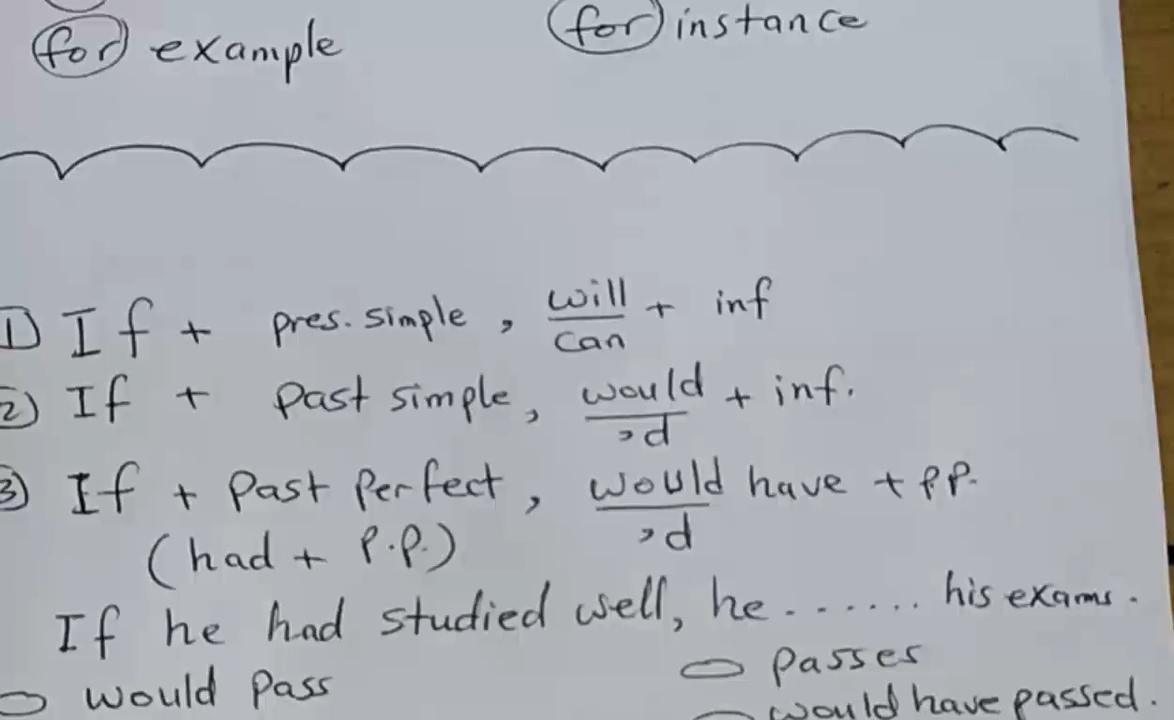 for example for instance
1) If + pres. simple, will/can + inf
2) If + past simple, would/'d + inf.
3) If + past perfect, would/'d have + P.P.
(had + P.P.)
If he had studied well, he ....... his exams.
would pass passes
would have passed.